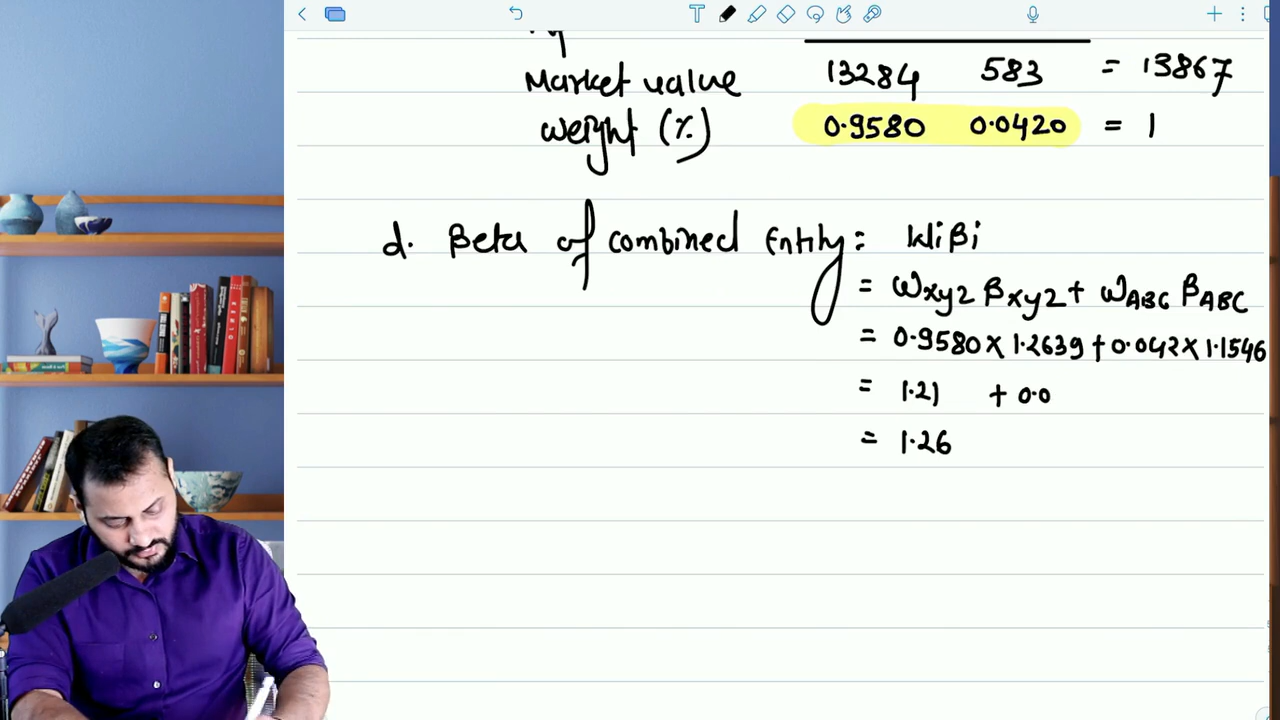 Market value 13284 583 = 13867
Weight (%) 0.9580 0.0420 = 1
d. Beta of combined Entity = Wiβi
= Wxyz βxyz + WABC βABC
= 0.9580 × 1.2639 + 0.042 × 1.1546
= 1.21 + 0.0
= 1.26